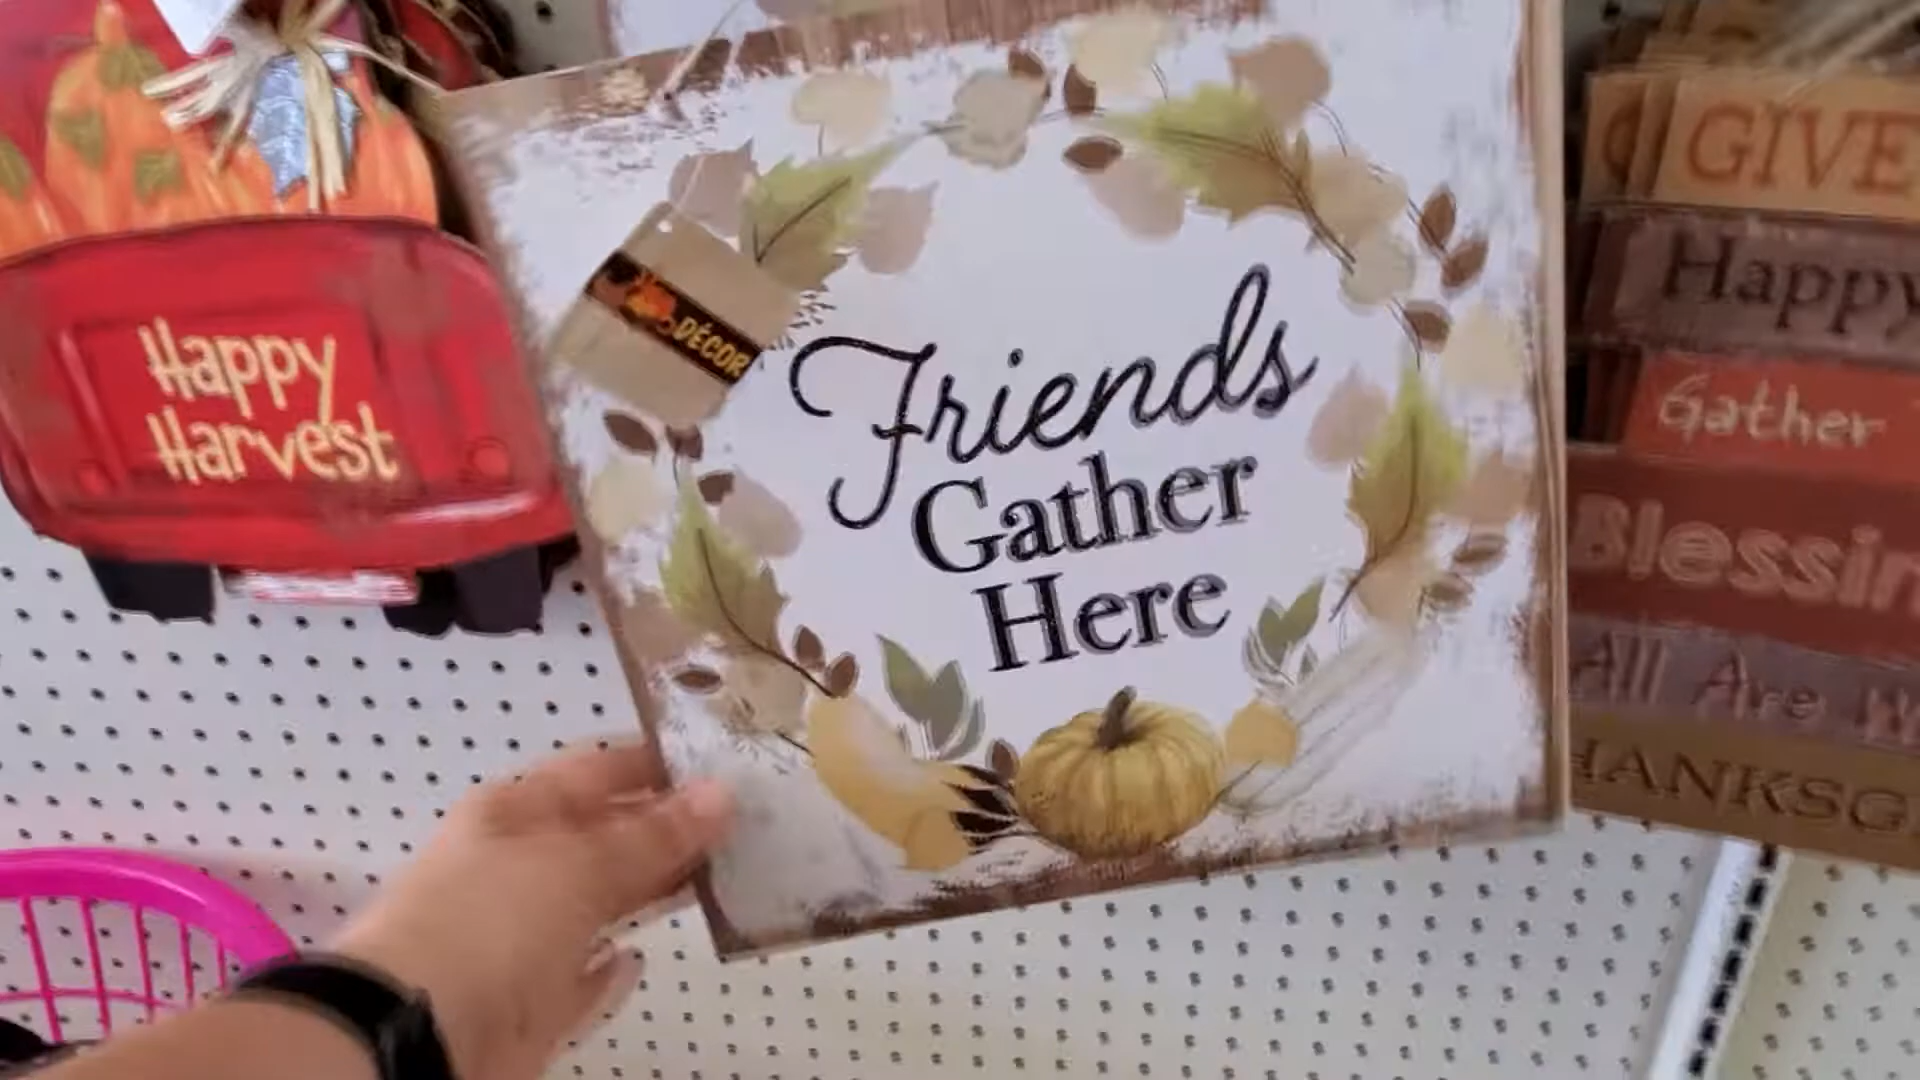 Happy
Harvest
DÉCOR
Friends
Gather
Here
GIVE
Happy
Gather
Blessin
All Are W
HANKSG